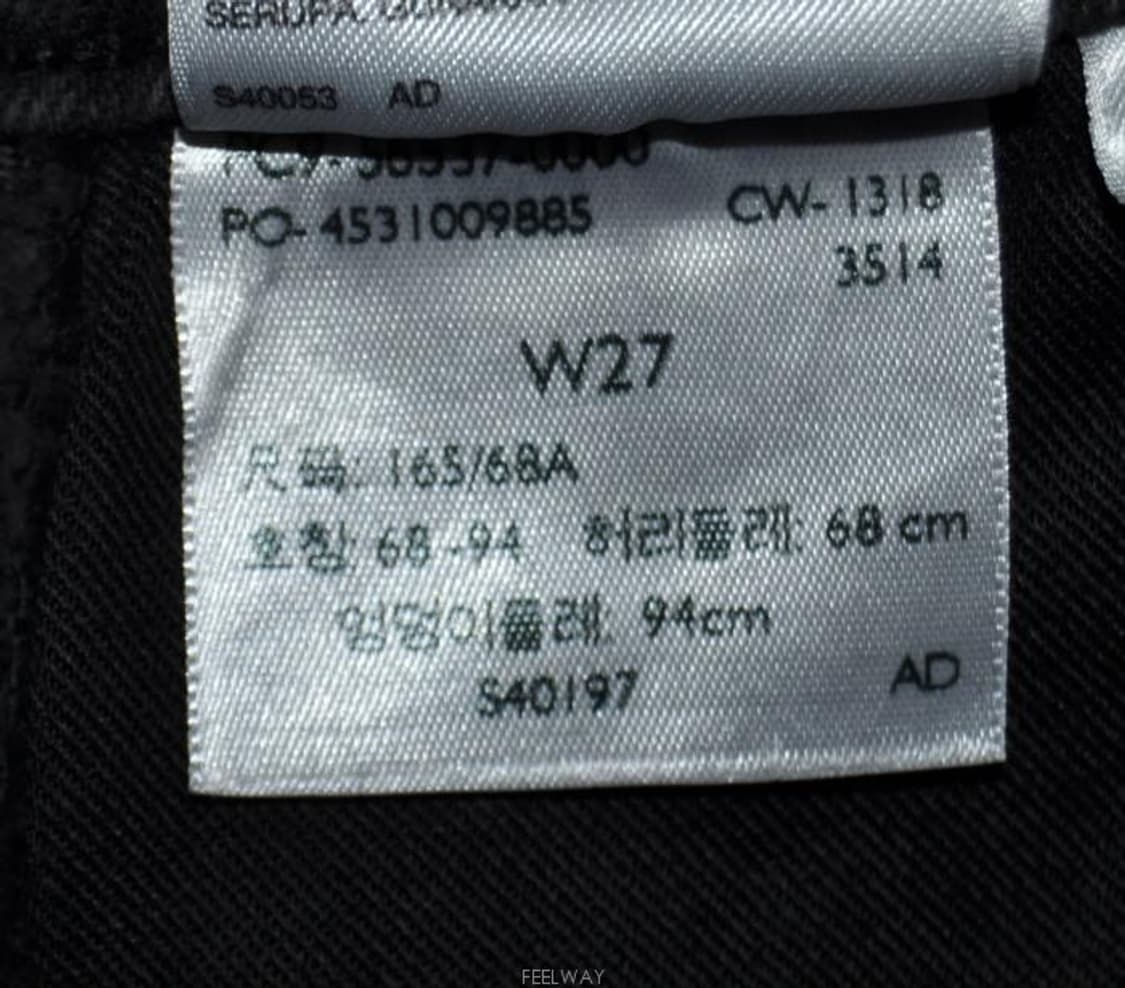 S40053 AD
PO- 4531009885 CW- 1318
3514
W27
尺码: 165/68A
호칭: 68 -94 허리둘레: 68 cm
엉덩이둘레: 94cm
S40197 AD
FEELWAY